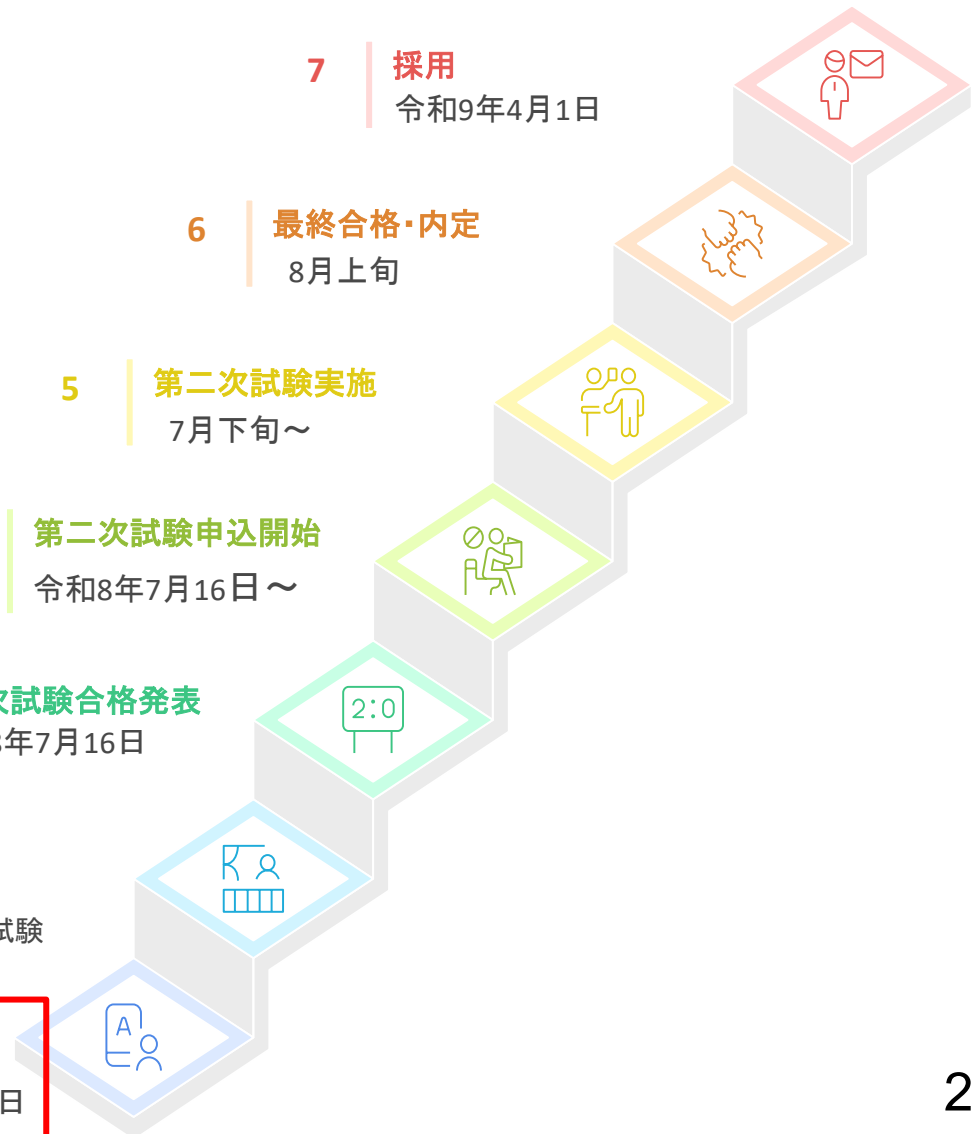 7
採用
令和9年4月1日
6
最終合格・内定
8月上旬
5
第二次試験実施
7月下旬～
第二次試験申込開始
令和8年7月16日～
試験合格発表
年7月16日
2:0
試験
A
日
2